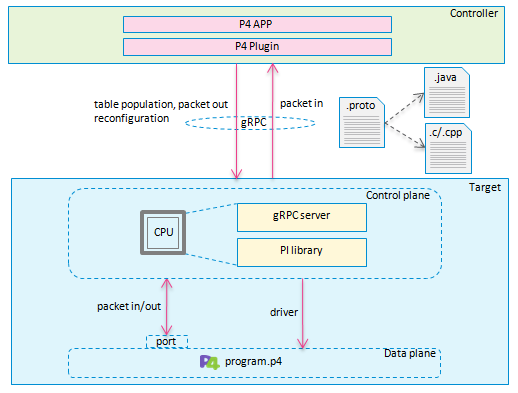 Controller
P4 APP
P4 Plugin
table population, packet out
reconfiguration
packet in
gRPC
.proto
.java
.c/.cpp
Target
Control plane
CPU
gRPC server
PI library
packet in/out
driver
port
Data plane
P4 program.p4